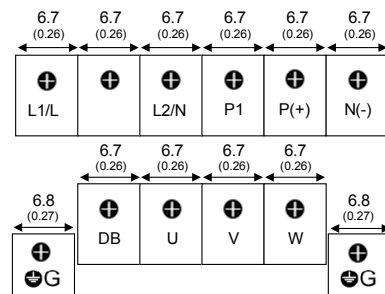 6.7 6.7 6.7 6.7 6.7 6.7
(0.26) (0.26) (0.26) (0.26) (0.26) (0.26)
L1/L L2/N P1 P(+) N(-)
6.7 6.7 6.7 6.7
(0.26) (0.26) (0.26) (0.26)
6.8 6.8
(0.27) (0.27)
DB U V W
G G